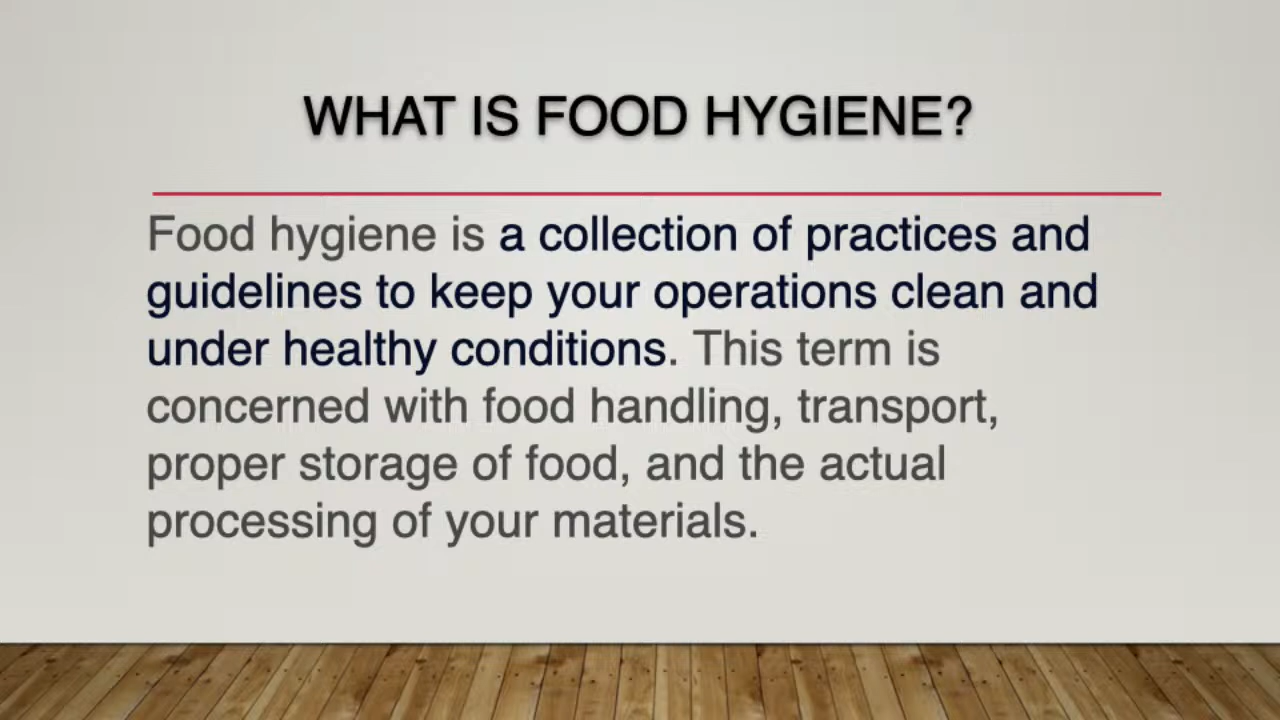 WHAT IS FOOD HYGIENE?
Food hygiene is a collection of practices and
guidelines to keep your operations clean and
under healthy conditions. This term is
concerned with food handling, transport,
proper storage of food, and the actual
processing of your materials.